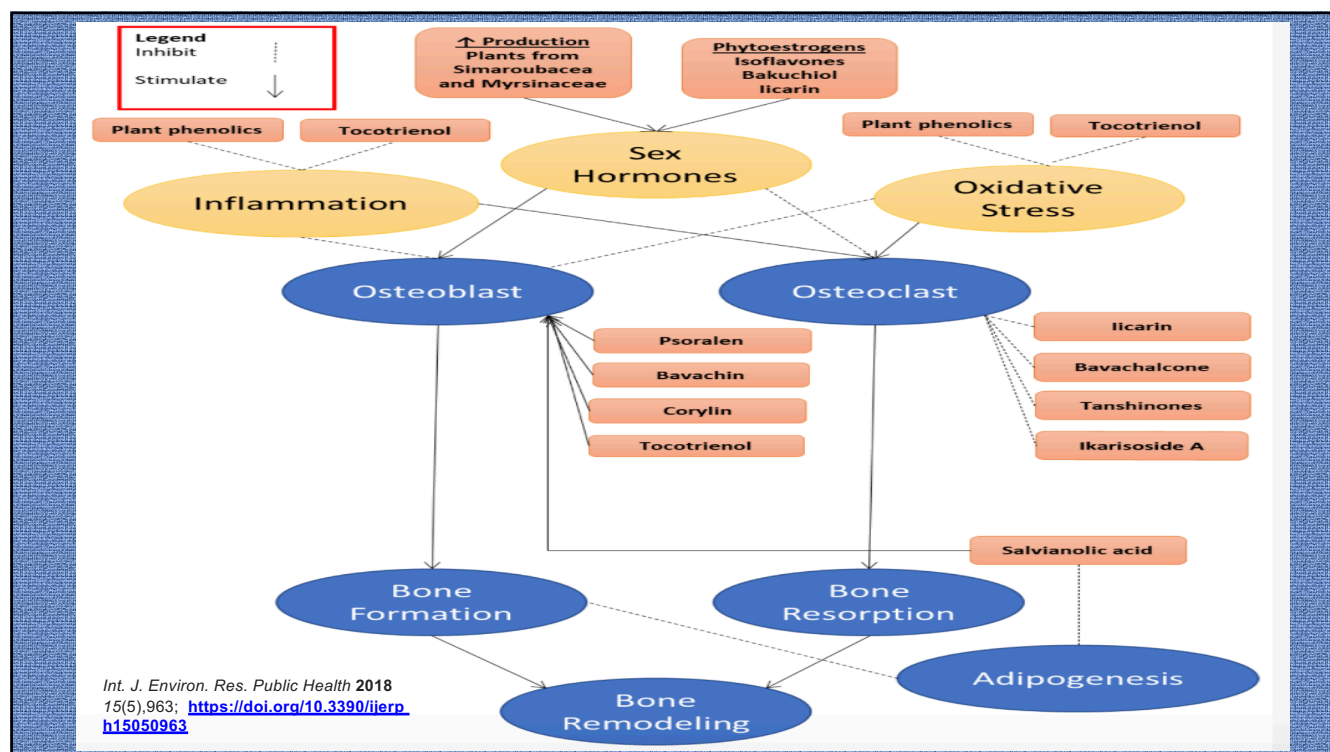 Legend
Inhibit
Stimulate
↑ Production
Plants from
Simaroubacea
and Myrsinaceae
Phytoestrogens
Isoflavones
Bakuchiol
Iicarin
Plant phenolics
Tocotrienol
Plant phenolics
Tocotrienol
Sex
Hormones
Inflammation
Oxidative
Stress
Osteoblast
Osteoclast
Psoralen
Bavachin
Corylin
Tocotrienol
Iicarin
Bavachalcone
Tanshinones
Ikarisoside A
Salvianolic acid
Bone
Formation
Bone
Resorption
Adipogenesis
Bone
Remodeling
Int. J. Environ. Res. Public Health 2018
15(5),963; https://doi.org/10.3390/ijerp
h15050963